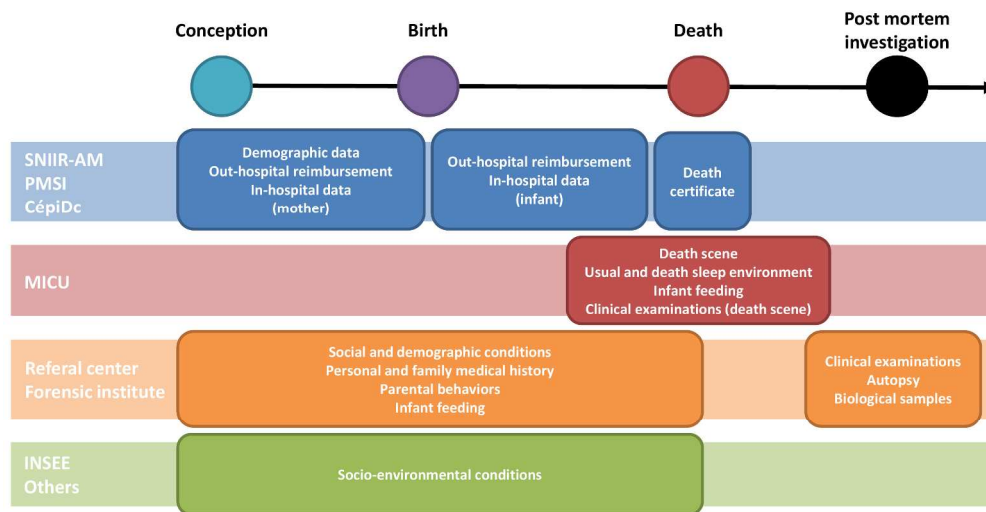 Conception
Birth
Death
Post mortem
investigation
SNIIR-AM
PMSI
CépiDc
Demographic data
Out-hospital reimbursement
In-hospital data
(mother)
Out-hospital reimbursement
In-hospital data
(infant)
Death
certificate
MICU
Death scene
Usual and death sleep environment
Infant feeding
Clinical examinations (death scene)
Referal center
Forensic institute
Social and demographic conditions
Personal and family medical history
Parental behaviors
Infant feeding
Clinical examinations
Autopsy
Biological samples
INSEE
Others
Socio-environmental conditions